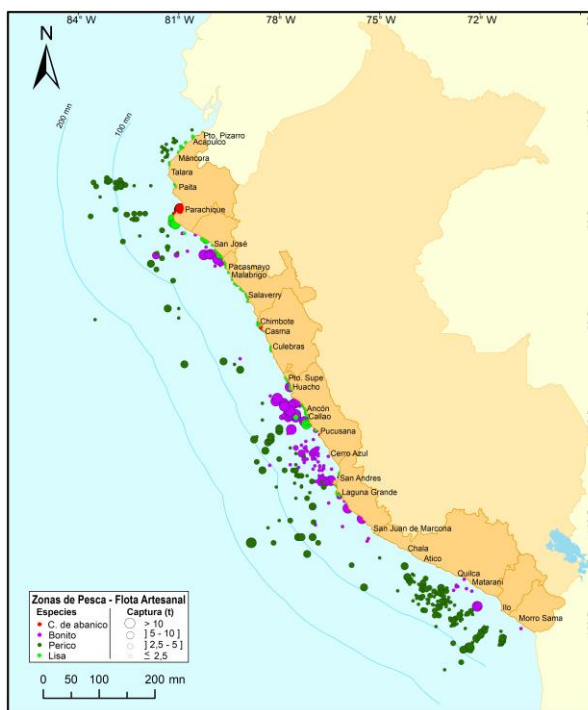 84° W
81°W
78° W
75°W
72° W
N
200 mn
100 mn
Pto. Pizarro
Acapulco
Máncora
Talara
Paita
Parachique
San José
Pacasmayo
Malabrigo
Salaverry
Chimbote
Casma
Culebras
Pto. Supe
Huacho
Ancón
Callao
Pucusana
Cerro Azul
San Andres
Laguna Grande
San Juan de Marcona
Chala
Atico
Quilca
Matarani
Ilo
Morro Sama
Zonas de Pesca - Flota Artesanal
Especies Captura (t)
C. de abanico > 10
Bonito ] 5 - 10 ]
Perico ] 2,5 - 5 ]
Lisa ≤ 2,5
0 50 100 200 mn